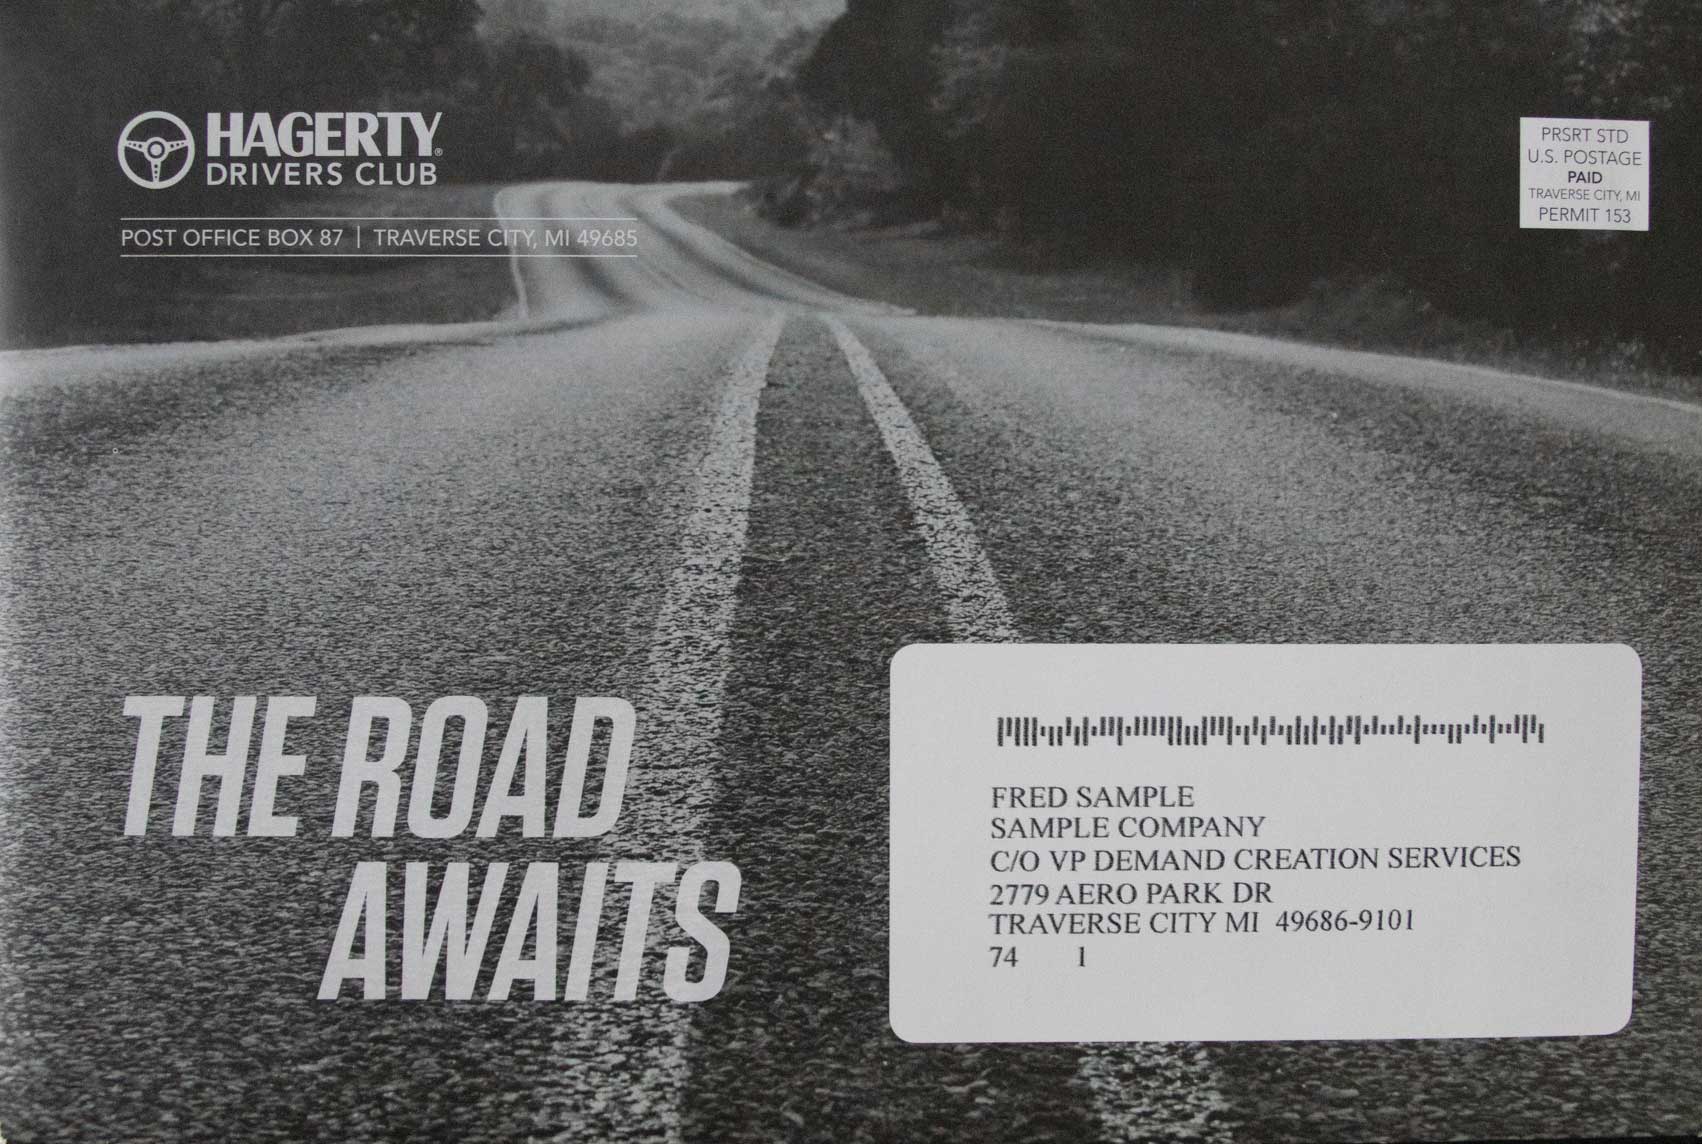 HAGERTY®
DRIVERS CLUB
POST OFFICE BOX 87 | TRAVERSE CITY, MI 49685
PRSRT STD
U.S. POSTAGE
PAID
TRAVERSE CITY, MI
PERMIT 153
THE ROAD
AWAITS
FRED SAMPLE
SAMPLE COMPANY
C/O VP DEMAND CREATION SERVICES
2779 AERO PARK DR
TRAVERSE CITY MI  49686-9101
74 1